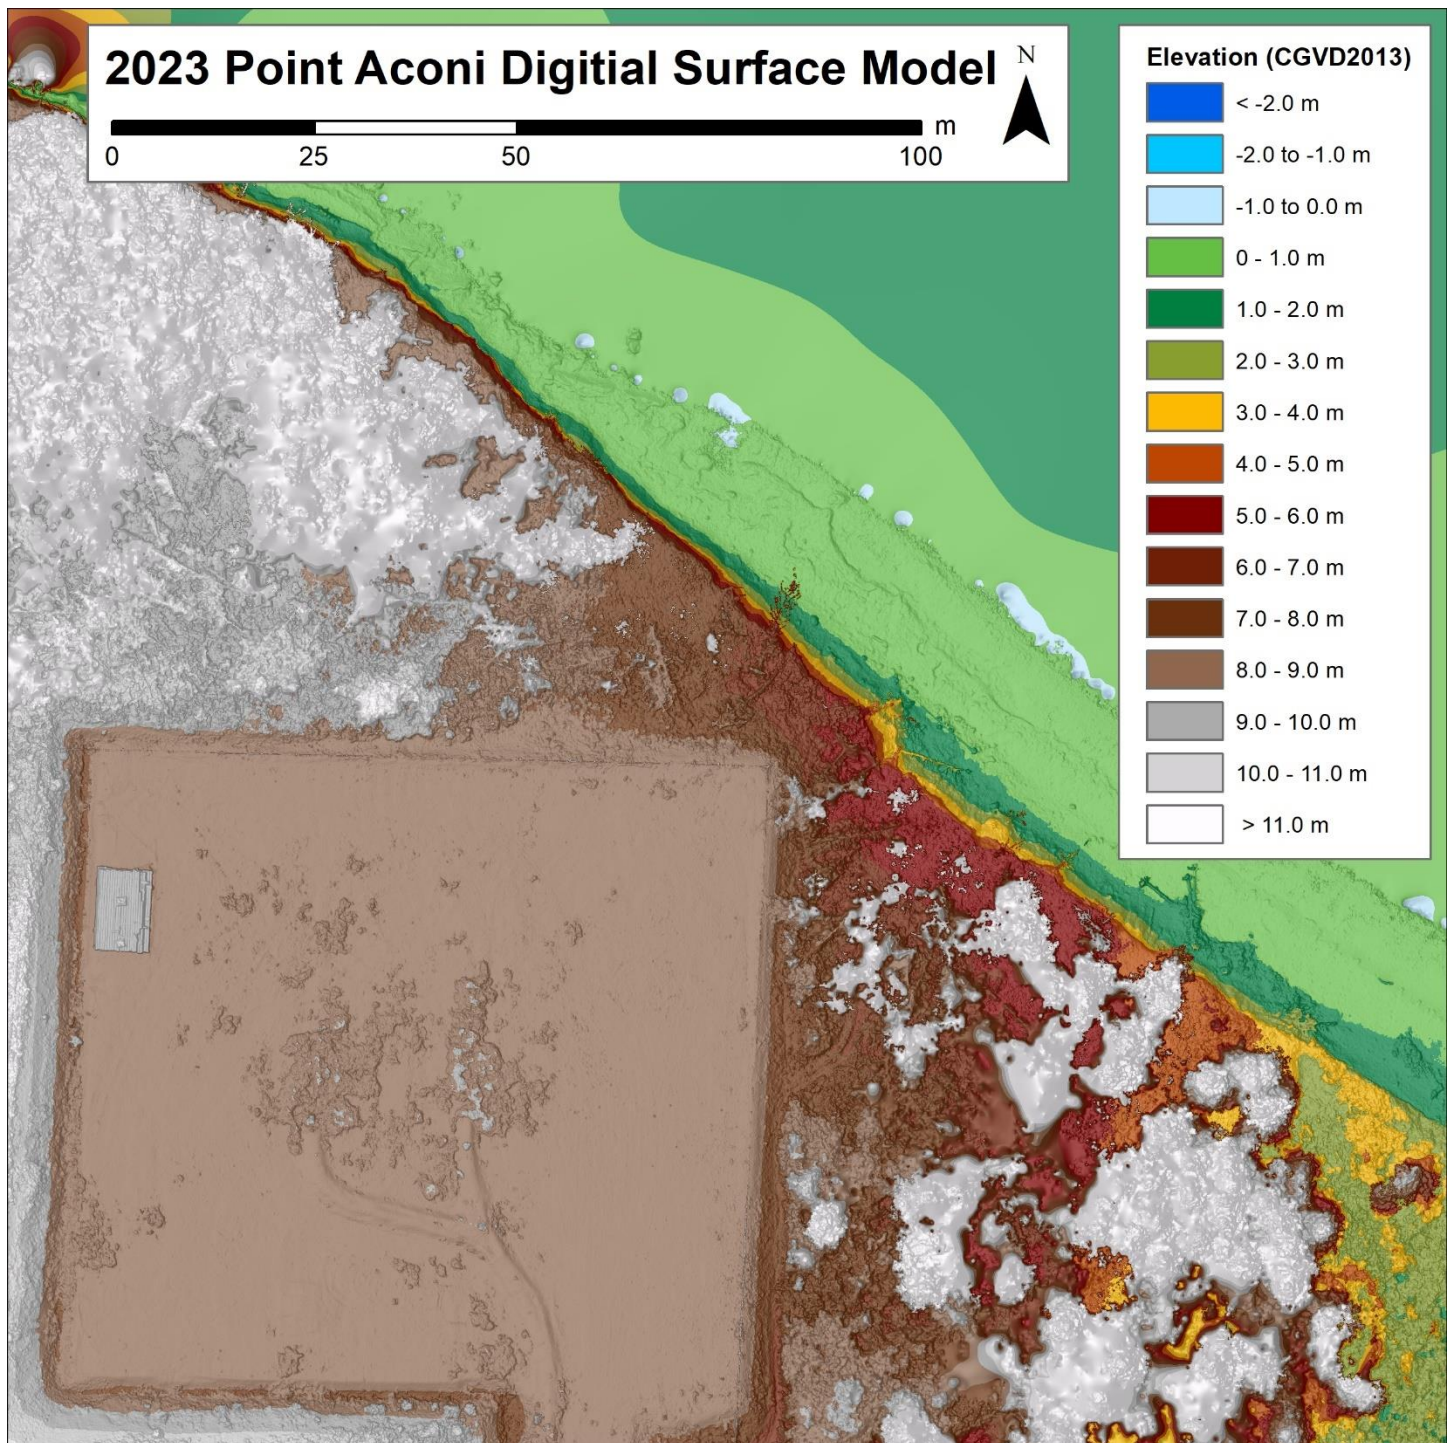 2023 Point Aconi Digitial Surface Model
N
m
0 25 50 100
Elevation (CGVD2013)
< -2.0 m
-2.0 to -1.0 m
-1.0 to 0.0 m
0 - 1.0 m
1.0 - 2.0 m
2.0 - 3.0 m
3.0 - 4.0 m
4.0 - 5.0 m
5.0 - 6.0 m
6.0 - 7.0 m
7.0 - 8.0 m
8.0 - 9.0 m
9.0 - 10.0 m
10.0 - 11.0 m
> 11.0 m